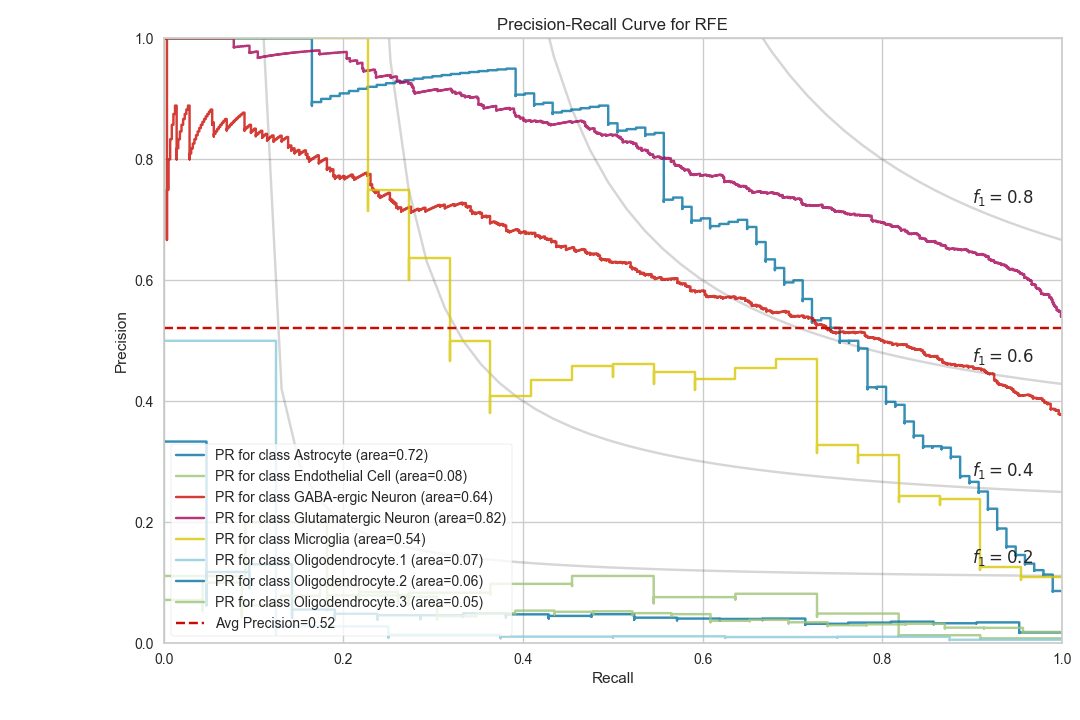 Precision-Recall Curve for RFE
1.0
0.8
0.6
0.4
0.2
0.0
Precision
f1 = 0.8
f1 = 0.6
f1 = 0.4
f1 = 0.2
PR for class Astrocyte (area=0.72)
PR for class Endothelial Cell (area=0.08)
PR for class GABA-ergic Neuron (area=0.64)
PR for class Glutamatergic Neuron (area=0.82)
PR for class Microglia (area=0.54)
PR for class Oligodendrocyte.1 (area=0.07)
PR for class Oligodendrocyte.2 (area=0.06)
PR for class Oligodendrocyte.3 (area=0.05)
Avg Precision=0.52
0.0 0.2 0.4 0.6 0.8 1.0
Recall